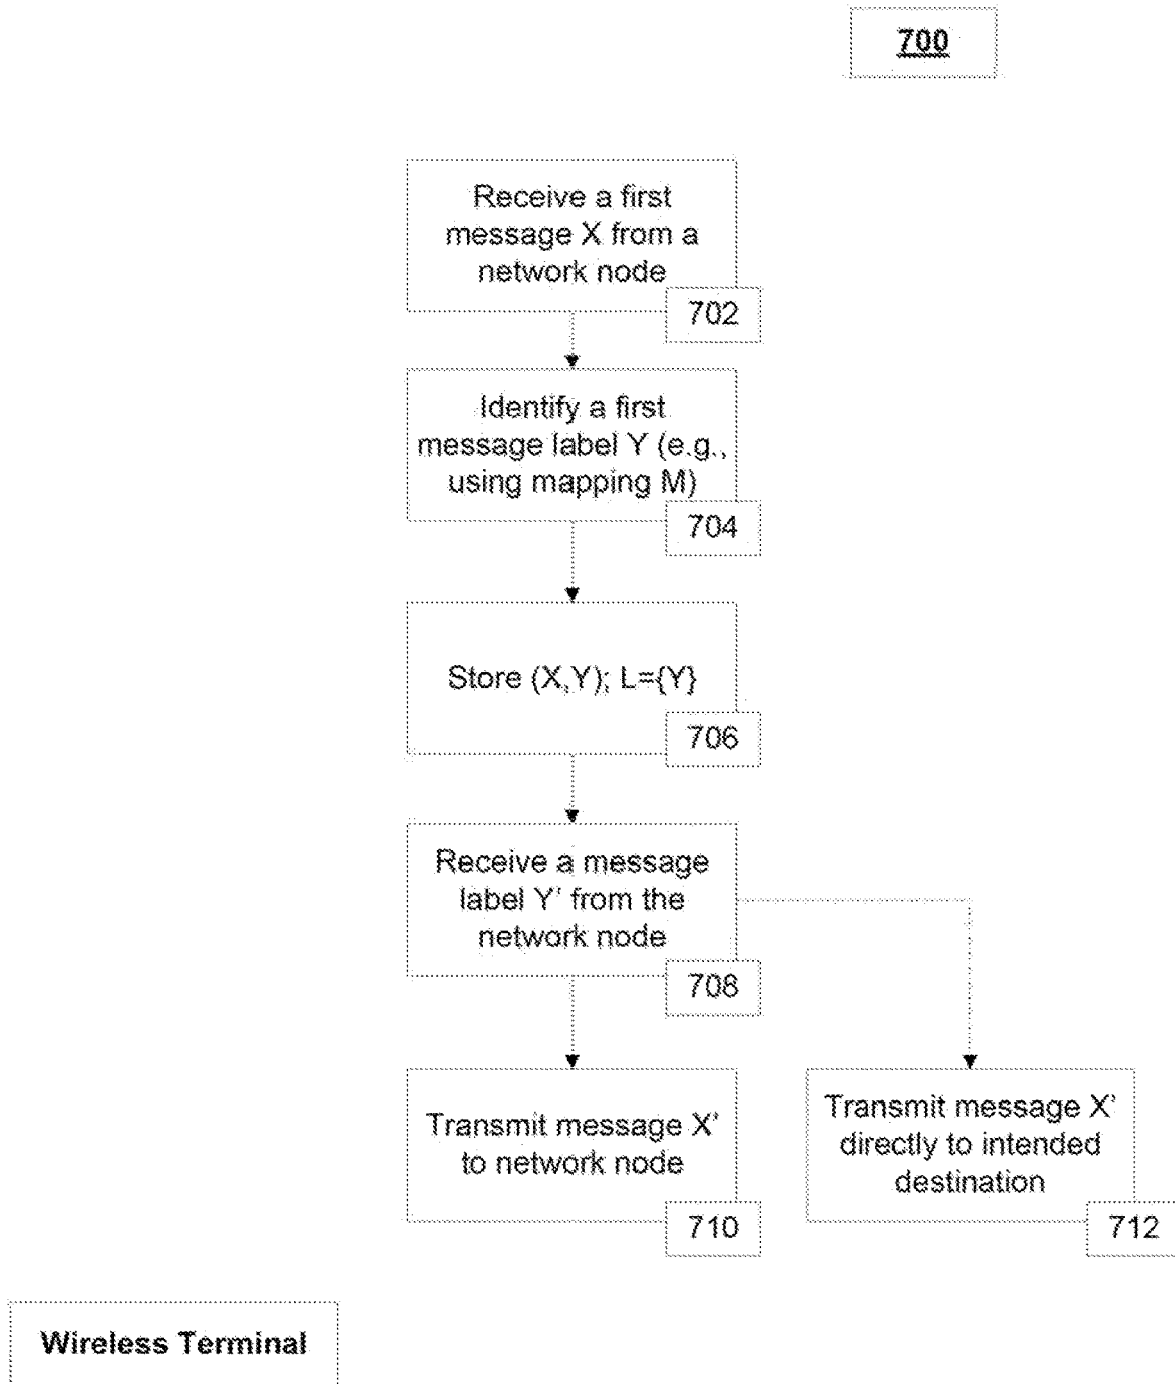 700
Receive a first
message X from a
network node
702
Identify a first
message label Y (e.g.,
using mapping M)
704
Store (X,Y); L={Y}
706
Receive a message
label Y' from the
network node
708
Transmit message X'
to network node
710
Transmit message X'
directly to intended
destination
712
Wireless Terminal